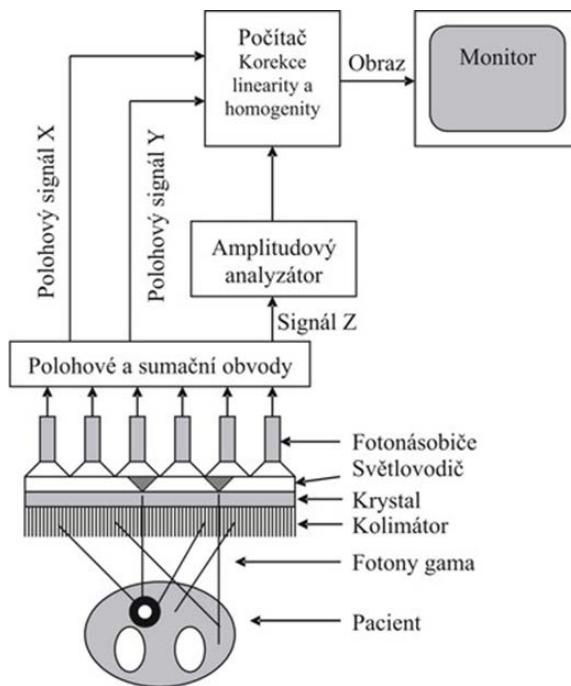 Počítač
Korekce
linearity a
homogenity
Obraz
Monitor
Polohový signál X
Polohový signál Y
Amplitudový
analyzátor
Signál Z
Polohové a sumační obvody
Fotonásobiče
Světlovodič
Krystal
Kolimátor
Fotony gama
Pacient